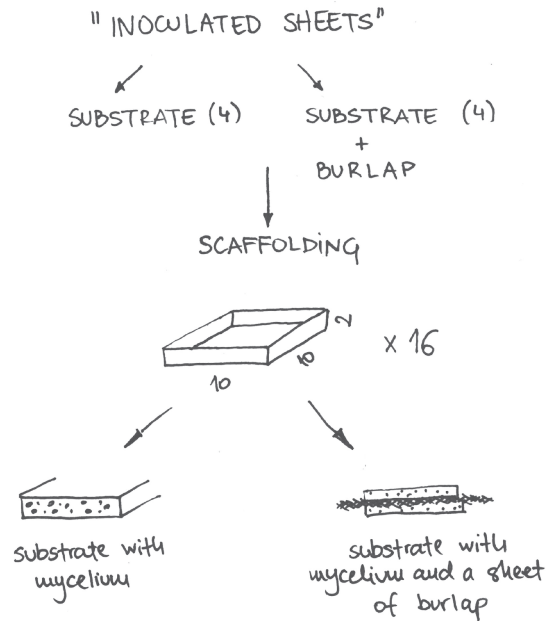 "INOCULATED SHEETS"
SUBSTRATE (4)
SUBSTRATE (4)
+
BURLAP
SCAFFOLDING
2
x 16
10
10
substrate with
mycelium
substrate with
mycelium and a sheet
of burlap